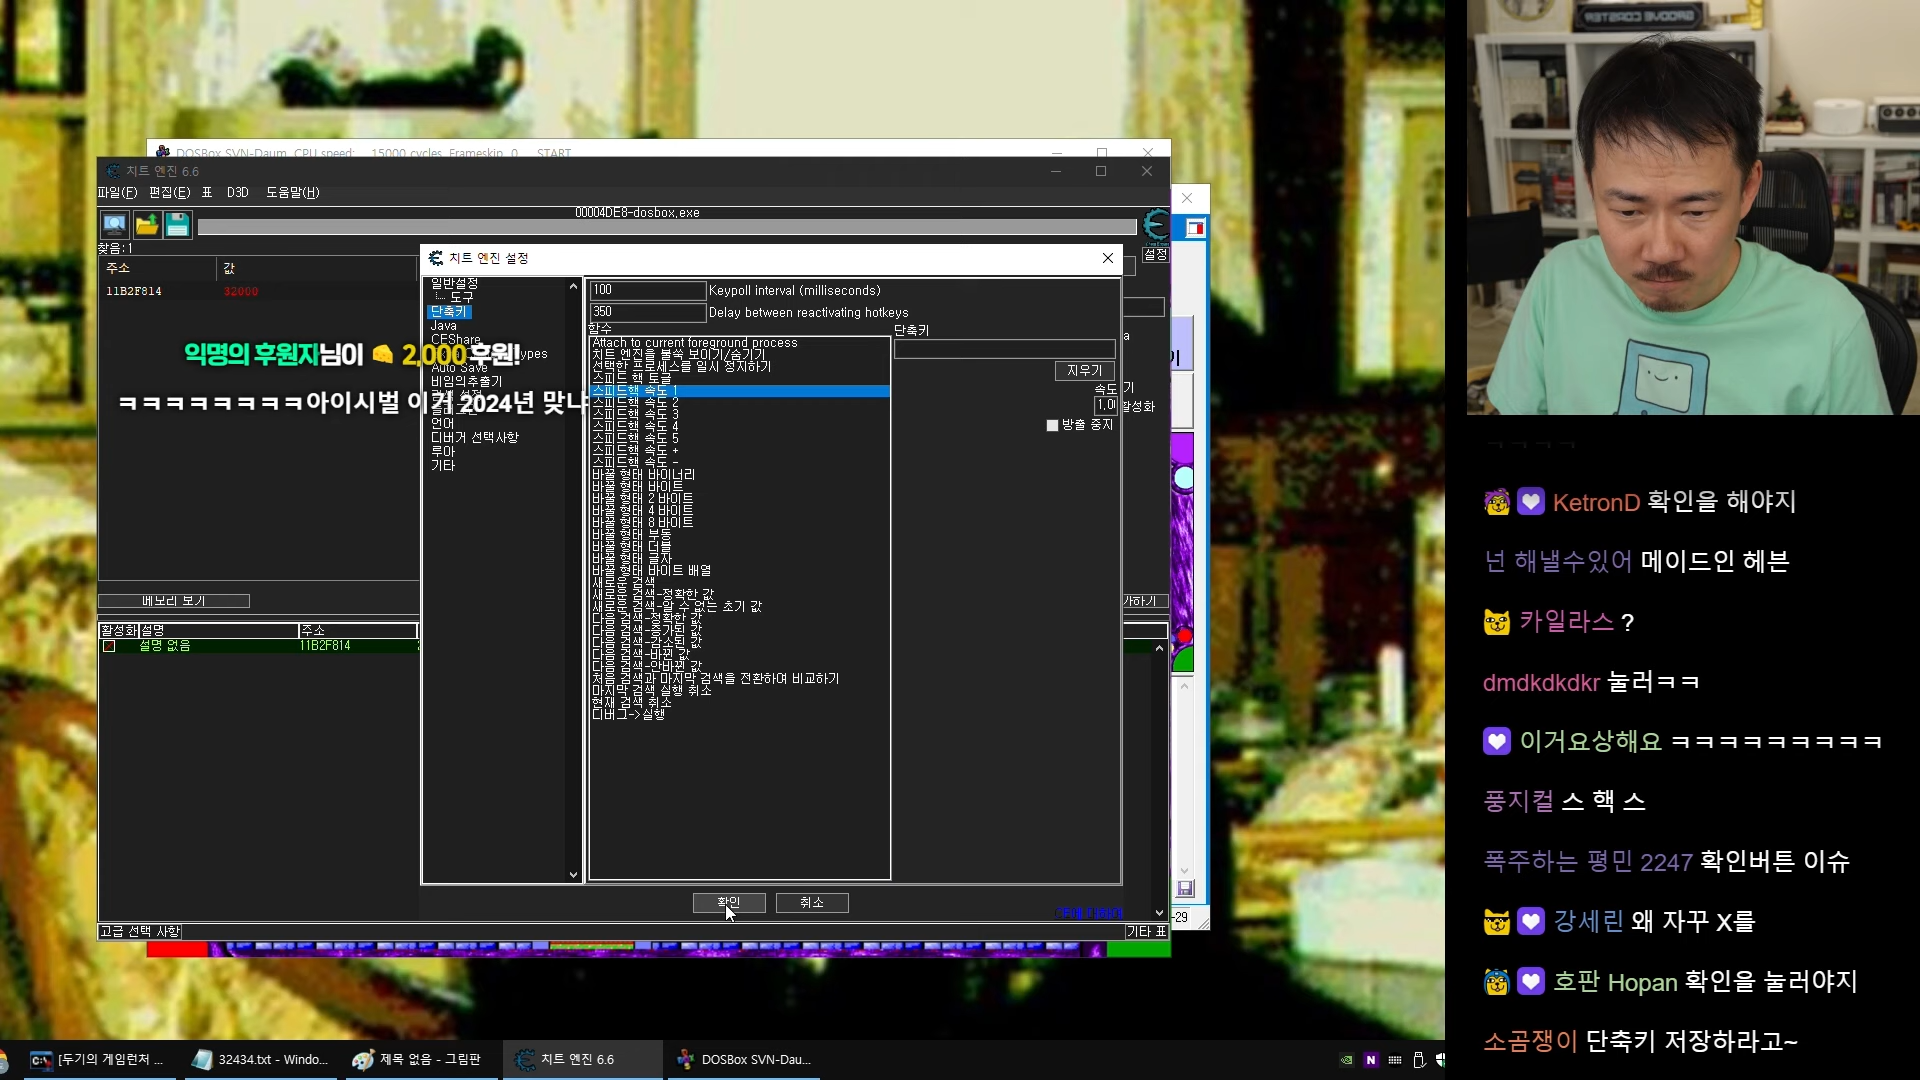 DOSBox SVN-Daum, CPU speed: 15000 cycles, Frameskip 0, START
치트 엔진 6.6
파일(F) 편집(E) 표 D3D 도움말(H)
00004DE8-dosbox.exe
찾음:1
설정
주소 값
11B2F814 32000
메모리 보기
활성화 설명 주소
설명 없음 11B2F814
고급 선택 사항
기타 표
치트 엔진 설정
일반설정
도구
단축키
Java
CEShare
Auto Save
비임의추출기
언어
디버거 선택사항
루아
기타
100 Keypoll interval (milliseconds)
350 Delay between reactivating hotkeys
함수
단축키
Attach to current foreground process
치트 엔진을 불쑥 보이기/숨기기
선택한 프로세스를 일시 정지하기
스피드 핵 토글
스피드핵 속도 1
스피드핵 속도 2
스피드핵 속도 3
스피드핵 속도 4
스피드핵 속도 5
스피드핵 속도 +
스피드핵 속도 -
바꿀 형태 바이너리
바꿀 형태 바이트
바꿀 형태 2 바이트
바꿀 형태 4 바이트
바꿀 형태 8 바이트
바꿀 형태 부동
바꿀 형태 더블
바꿀 형태 글자
바꿀 형태 바이트 배열
새로운 검색
새로운 검색-정확한 값
새로운 검색-알 수 없는 초기 값
다음 검색-정확한 값
다음 검색-증가된 값
다음 검색-감소된 값
다음 검색-바뀐 값
다음 검색-안바뀐 값
처음 검색과 마지막 검색을 전환하며 비교하기
마지막 검색 실행 취소
현재 검색 취소
디버그->실행
지우기
속도
1.0
방출 중지
확인
취소
익명의 후원자님이 2,000 후원!
ㅋㅋㅋㅋㅋㅋㅋㅋ아이시벌 이거 2024년 맞냐
-29
KetronD 확인을 해야지
넌 해낼수있어 메이드인 헤븐
카일라스 ?
dmdkdkdkr 눌러ㅋㅋ
이거요상해요 ㅋㅋㅋㅋㅋㅋㅋㅋㅋ
풍지컬 스 핵 스
폭주하는 평민 2247 확인버튼 이슈
강세린 왜 자꾸 X를
호판 Hopan 확인을 눌러야지
소곰쟁이 단축키 저장하라고~
[두기의 게임런처 ...
32434.txt - Windo...
제목 없음 - 그림판
치트 엔진 6.6
DOSBox SVN-Dau...